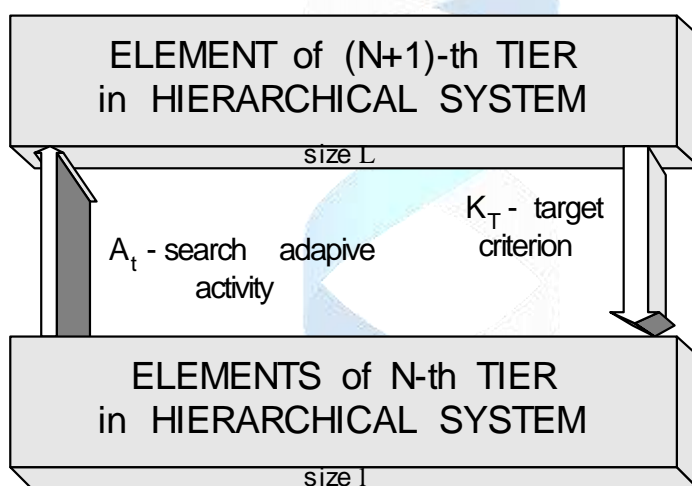 ELEMENT of (N+1)-th TIER
in HIERARCHICAL SYSTEM
size L
K_T - target
criterion
A_t - search adapive
activity
ELEMENTS of N-th TIER
in HIERARCHICAL SYSTEM
size l